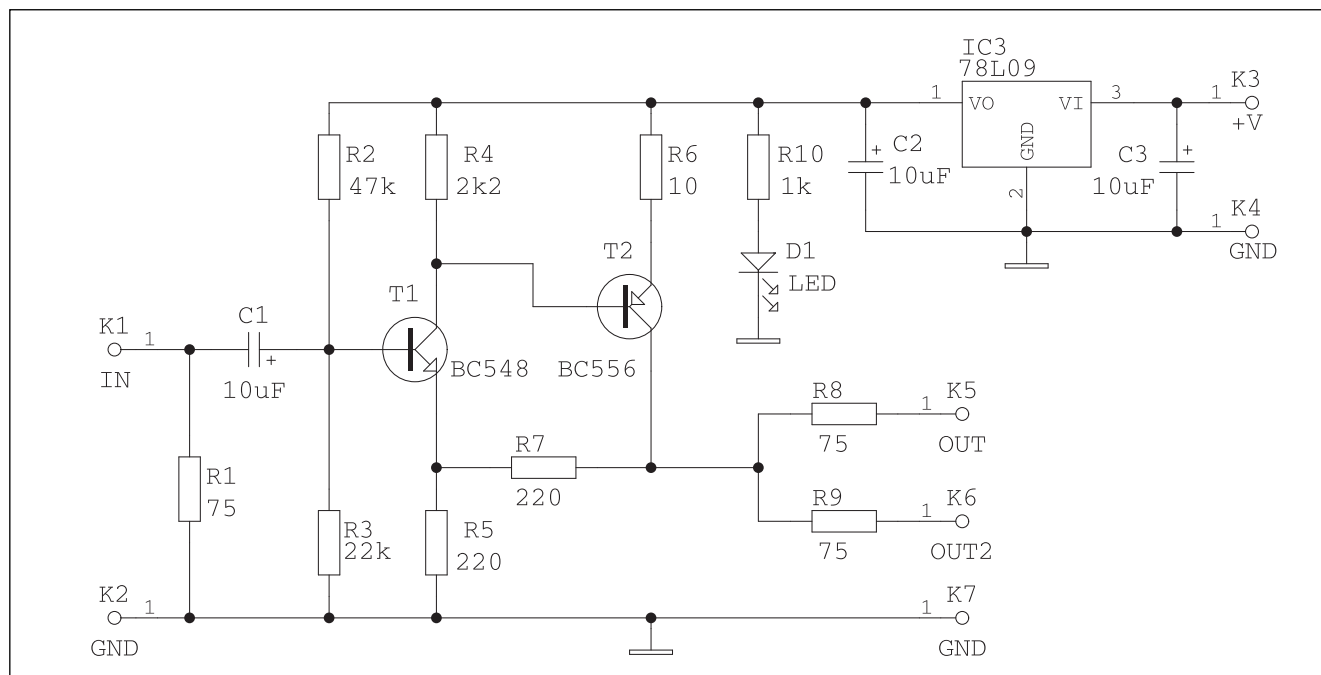 IC3
78L09
1
VO
VI
3
GND
2
1
K3
+V
R2
47k
R4
2k2
R6
10
R10
1k
C2
+
10uF
C3
+
10uF
1
K4
GND
T2
D1
LED
T1
K1
1
IN
C1
+
10uF
BC548
BC556
R8
75
1
K5
OUT
R7
220
R1
75
R9
75
1
K6
OUT2
R3
22k
R5
220
K2
1
GND
1
K7
GND